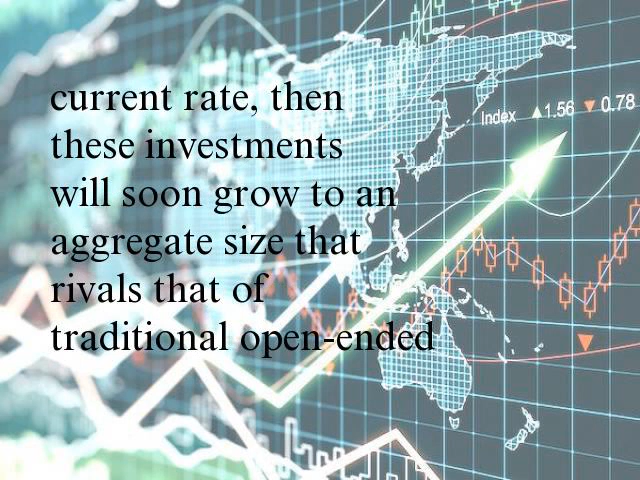 current rate, then
these investments
will soon grow to an
aggregate size that
rivals that of
traditional open-ended
Index ▲1.56 ▼0.78